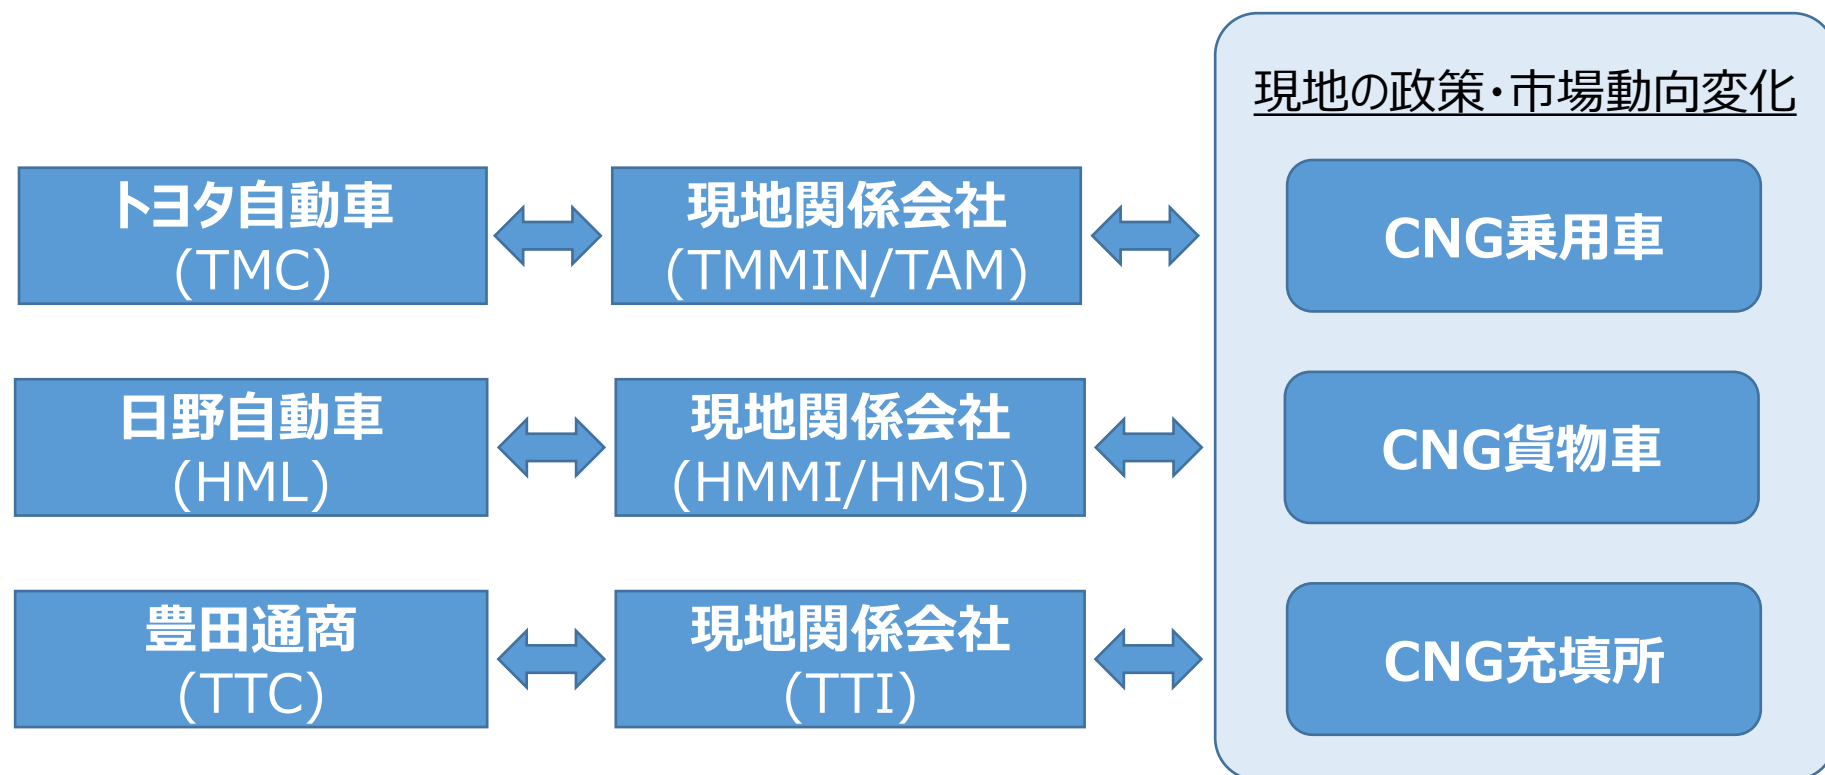 現地の政策・市場動向変化
トヨタ自動車
(TMC)
現地関係会社
(TMMIN/TAM)
CNG乗用車
日野自動車
(HML)
現地関係会社
(HMMI/HMSI)
CNG貨物車
豊田通商
(TTC)
現地関係会社
(TTI)
CNG充填所